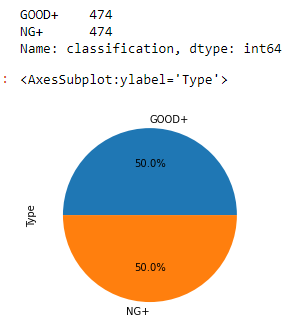 GOOD+    474
NG+      474
Name: classification, dtype: int64
: <AxesSubplot:ylabel='Type'>
GOOD+
50.0%
Type
50.0%
NG+